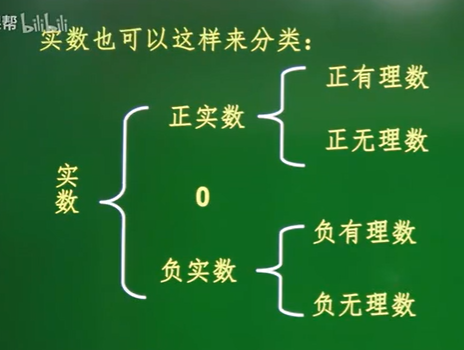 bilibili
实数也可以这样来分类：
正有理数
正实数
正无理数
实数
0
负有理数
负实数
负无理数